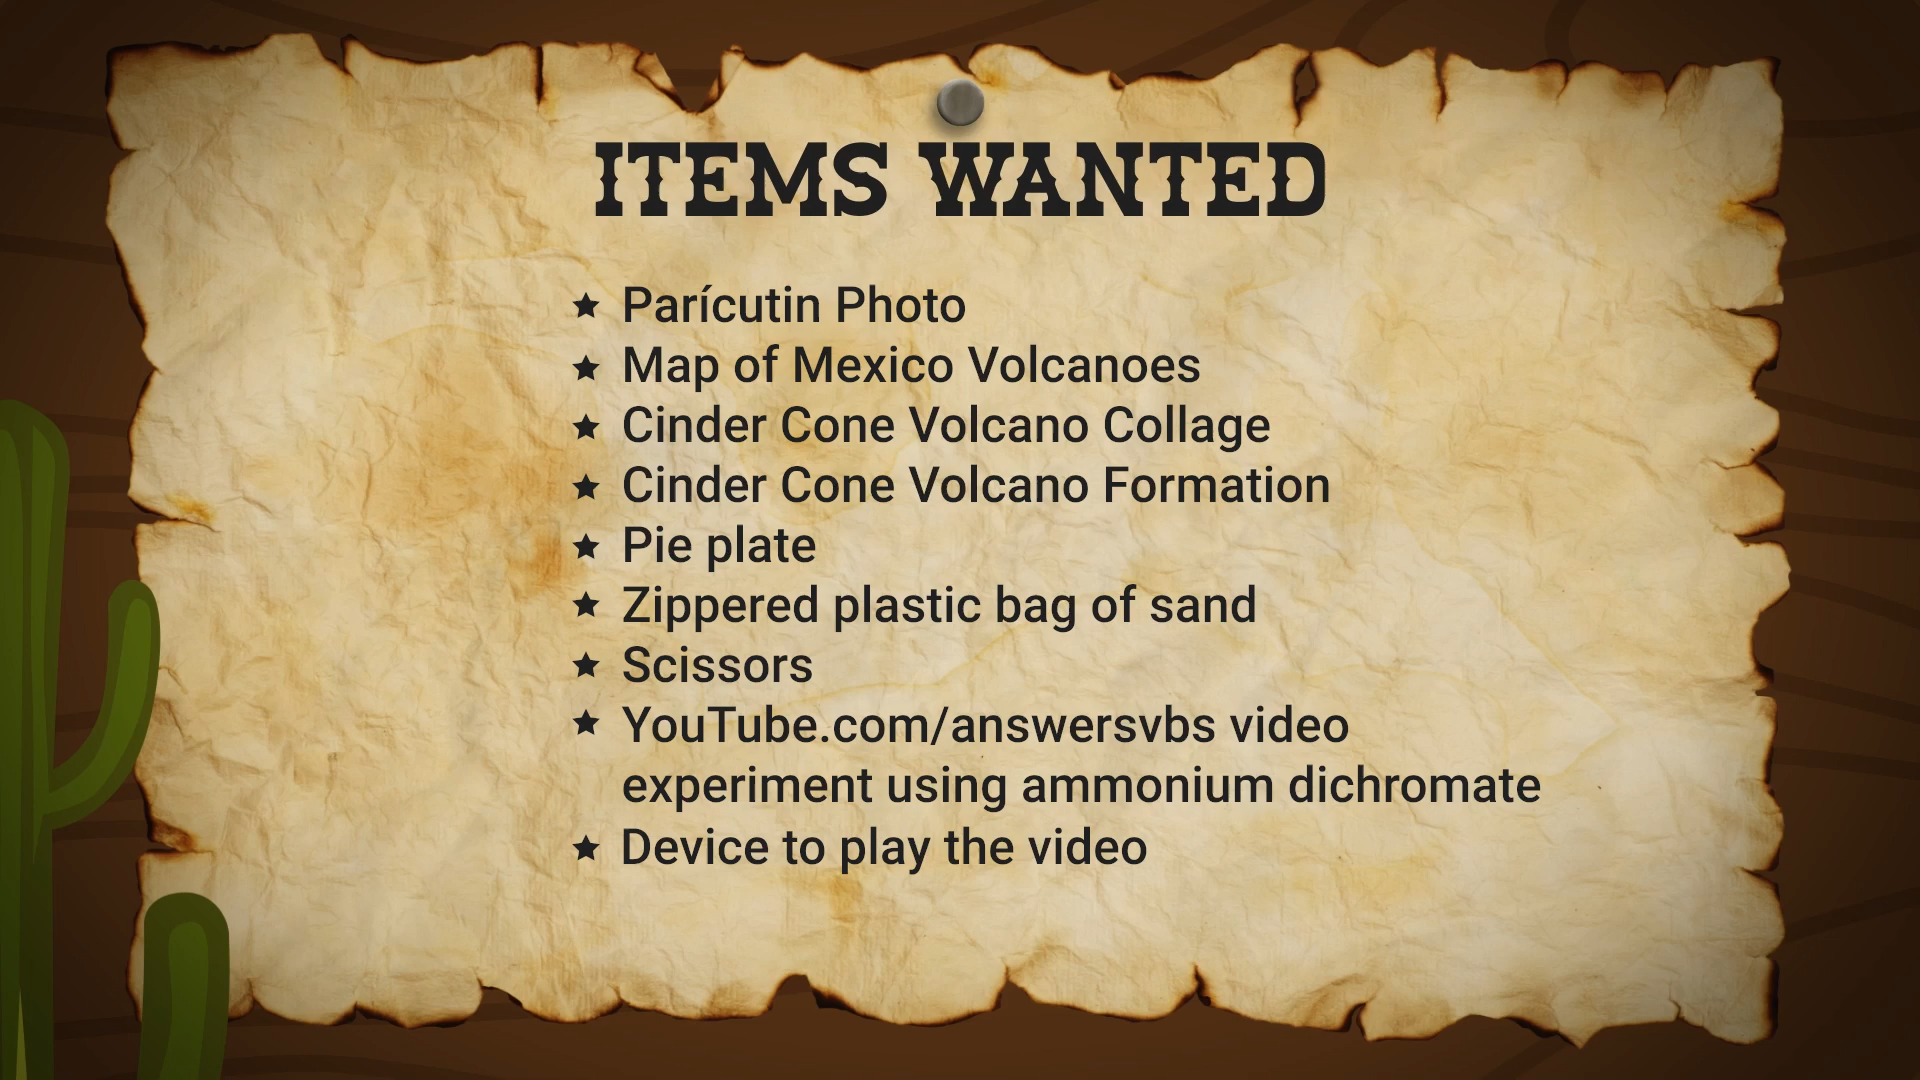 ITEMS WANTED
★ Parícutin Photo
★ Map of Mexico Volcanoes
★ Cinder Cone Volcano Collage
★ Cinder Cone Volcano Formation
★ Pie plate
★ Zippered plastic bag of sand
★ Scissors
★ YouTube.com/answersvbs video
experiment using ammonium dichromate
★ Device to play the video